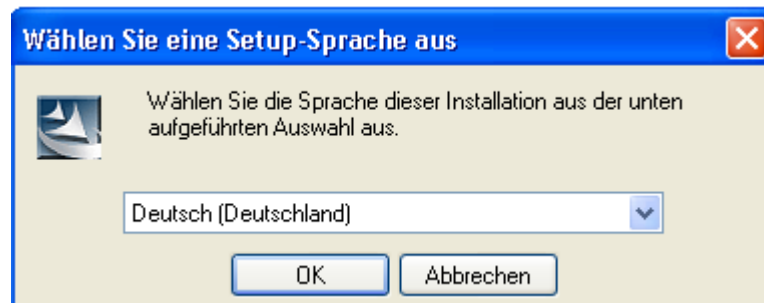 Wählen Sie eine Setup-Sprache aus
Wählen Sie die Sprache dieser Installation aus der unten
aufgeführten Auswahl aus.
Deutsch (Deutschland)
OK Abbrechen